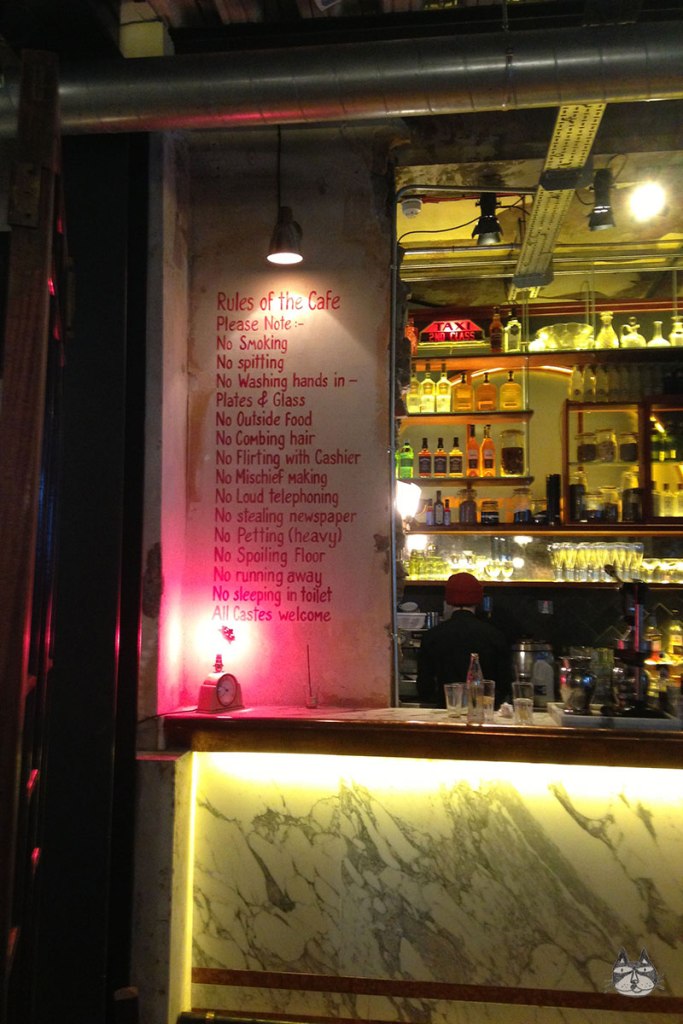 Rules of the Cafe
Please Note:-
No Smoking
No spitting
No Washing hands in -
Plates & Glass
No Outside Food
No Combing hair
No Flirting with Cashier
No Mischief making
No Loud telephoning
No stealing newspaper
No Petting (heavy)
No Spoiling Floor
No running away
No sleeping in toilet
All Castes welcome
TAXI
2ND CLASS